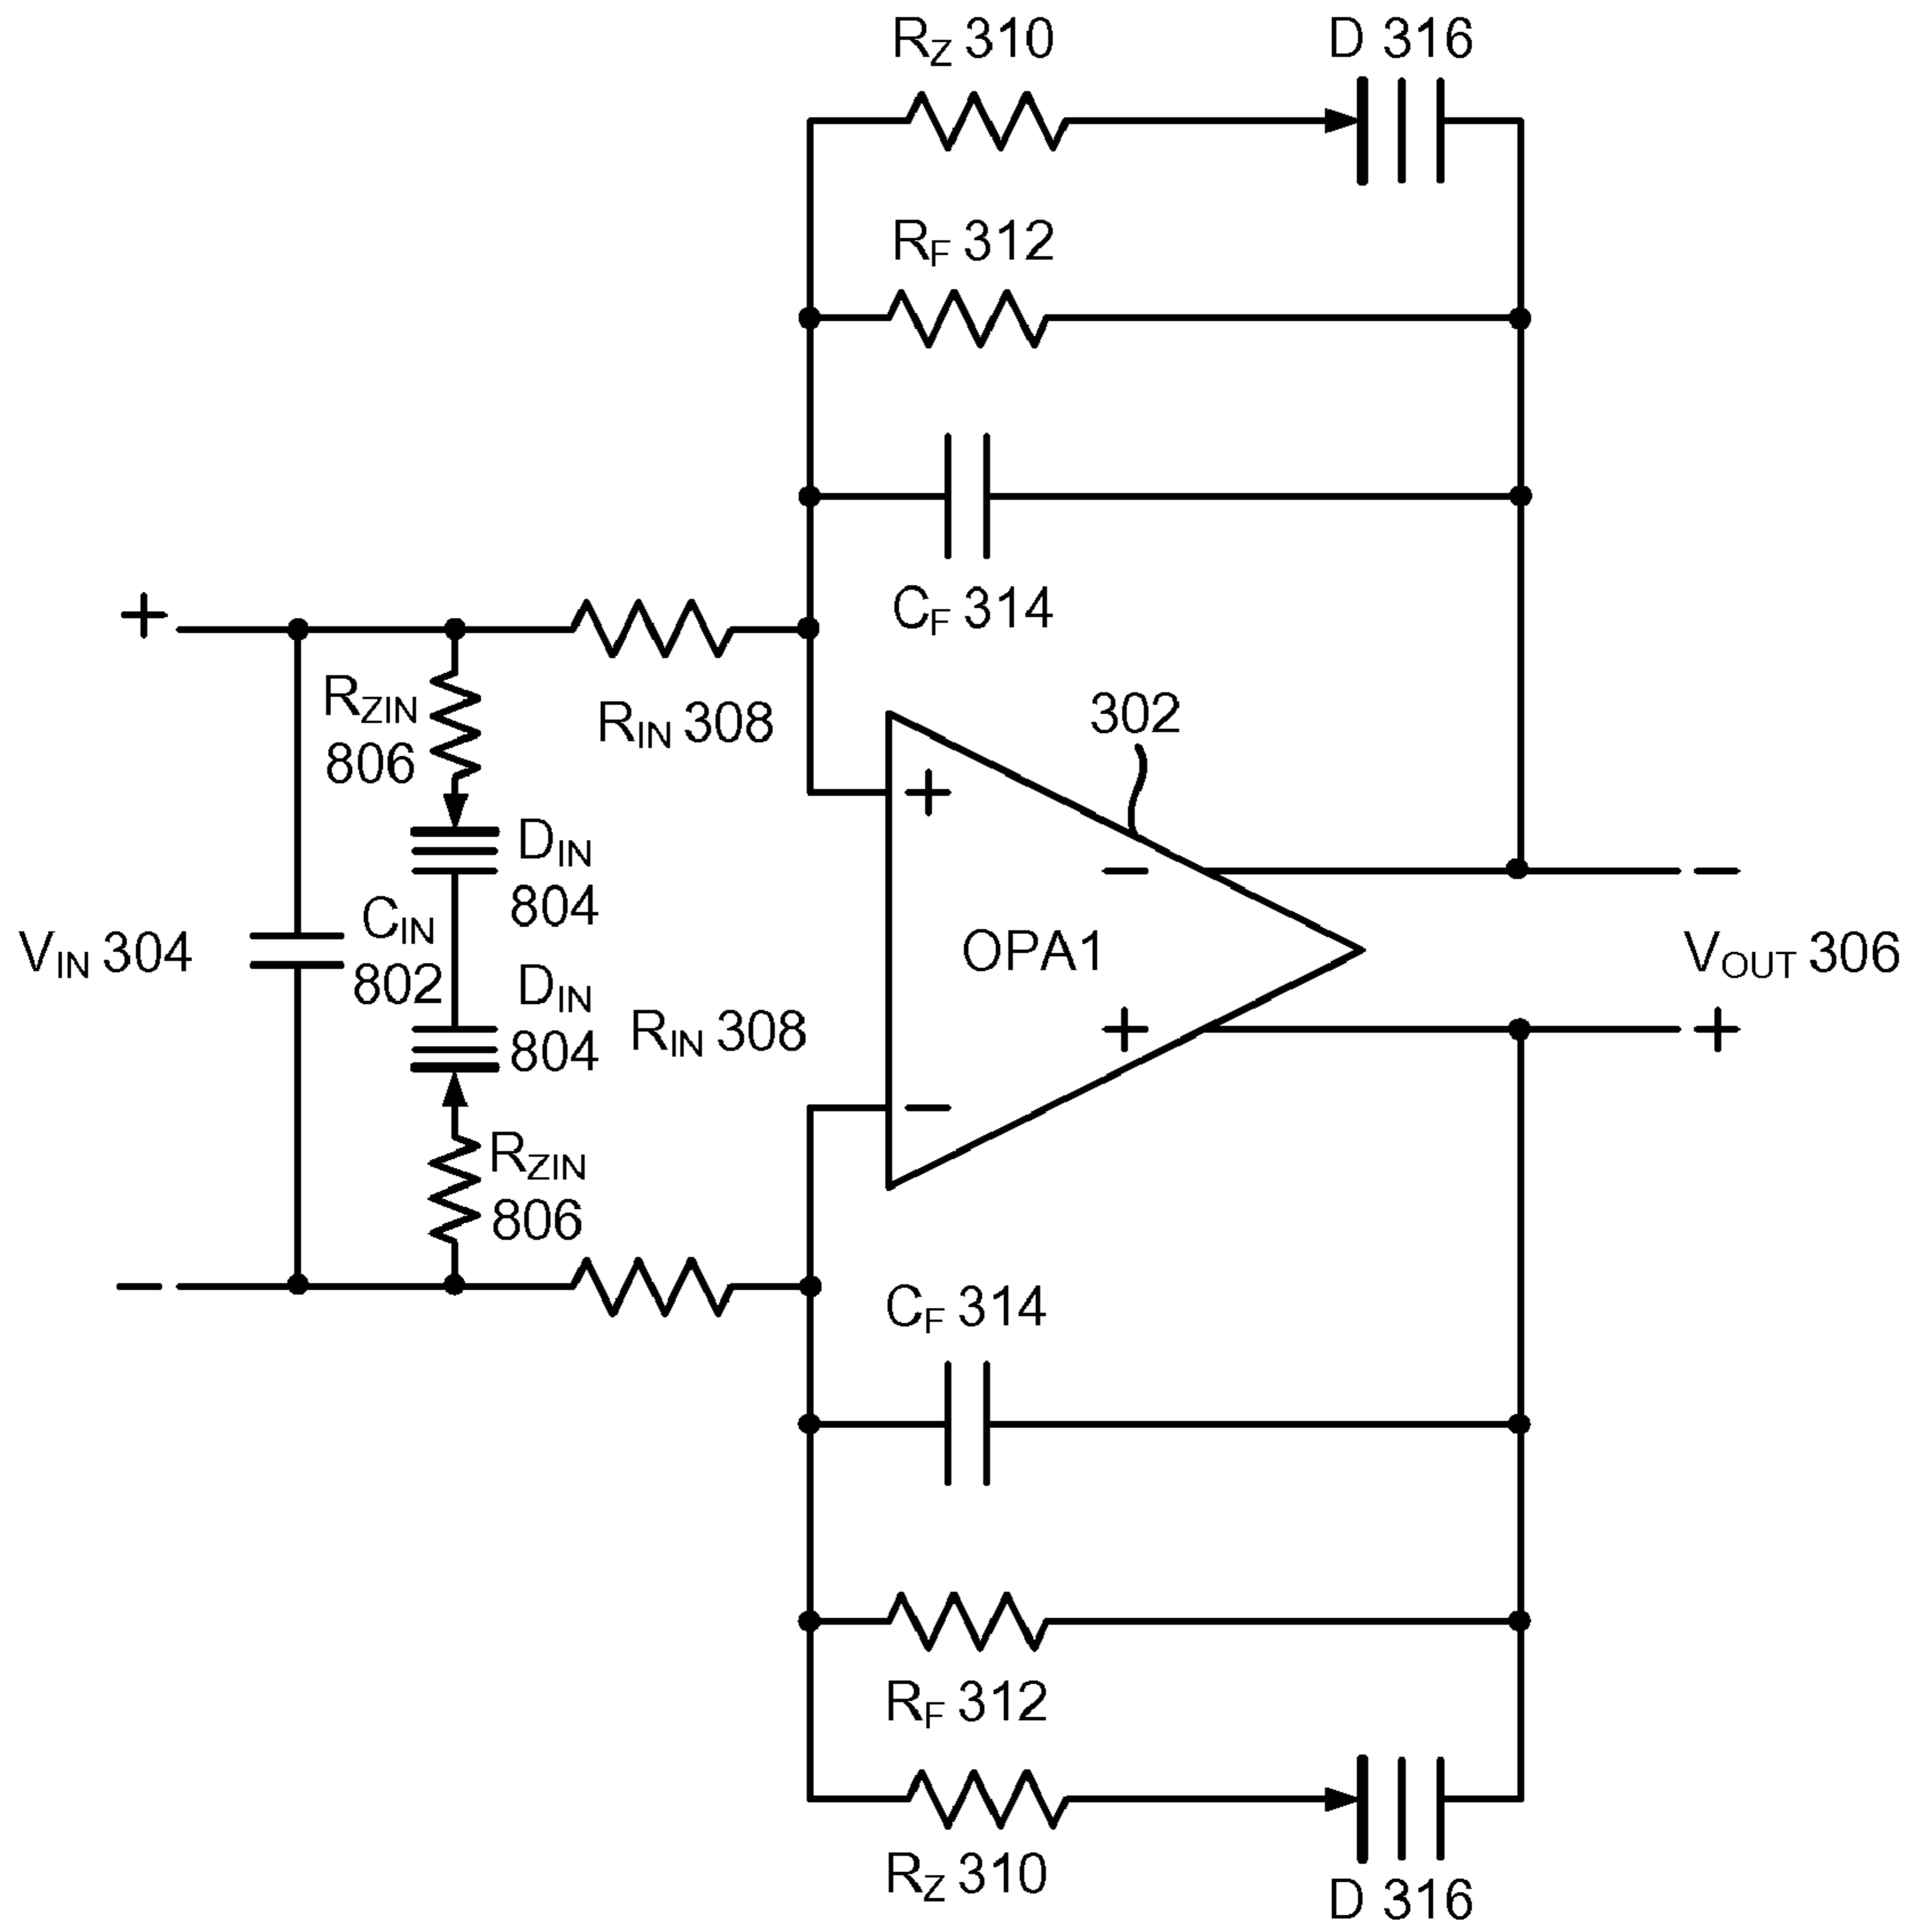 RZ 310
D 316
RF 312
CF 314
+
RZIN
806
RIN 308
302
+
DIN
804
−
−
CIN
802
VIN 304
OPA1
VOUT 306
DIN
804
RIN 308
+
+
−
RZIN
806
−
CF 314
RF 312
RZ 310
D 316